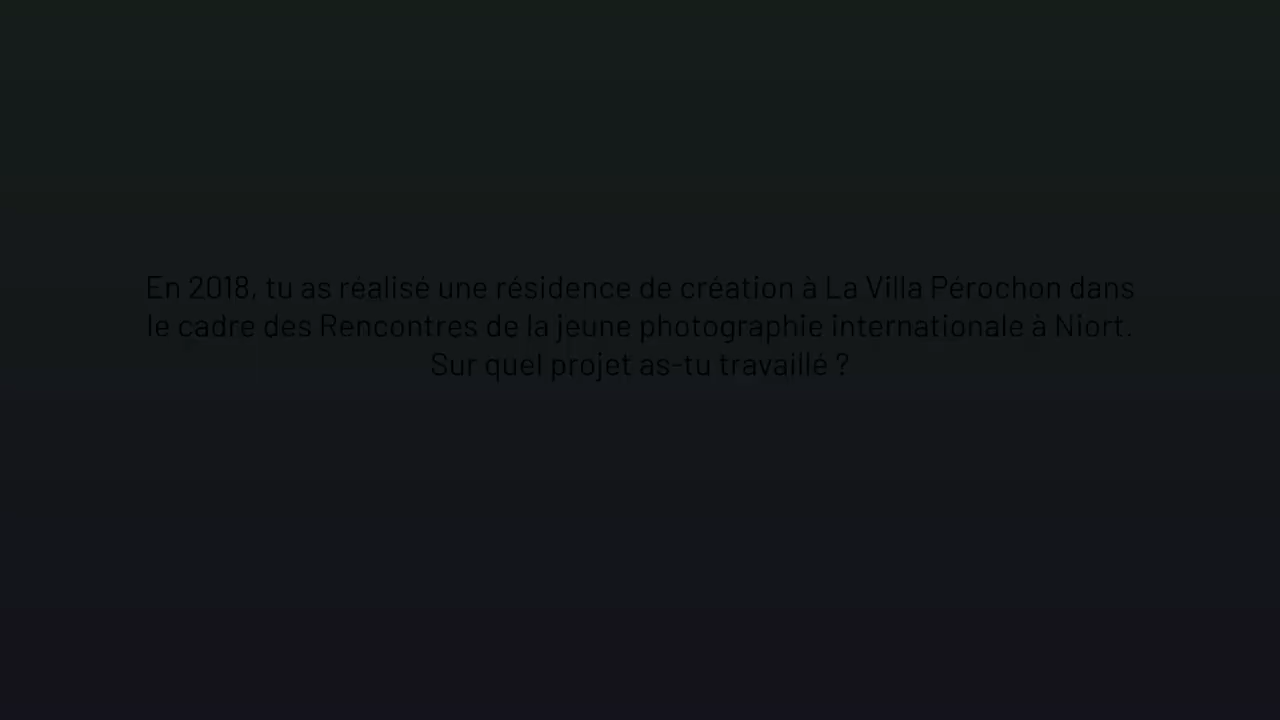 En 2018, tu as réalisé une résidence de création à La Villa Pérochon dans
le cadre des Rencontres de la jeune photographie internationale à Niort.
Sur quel projet as-tu travaillé ?